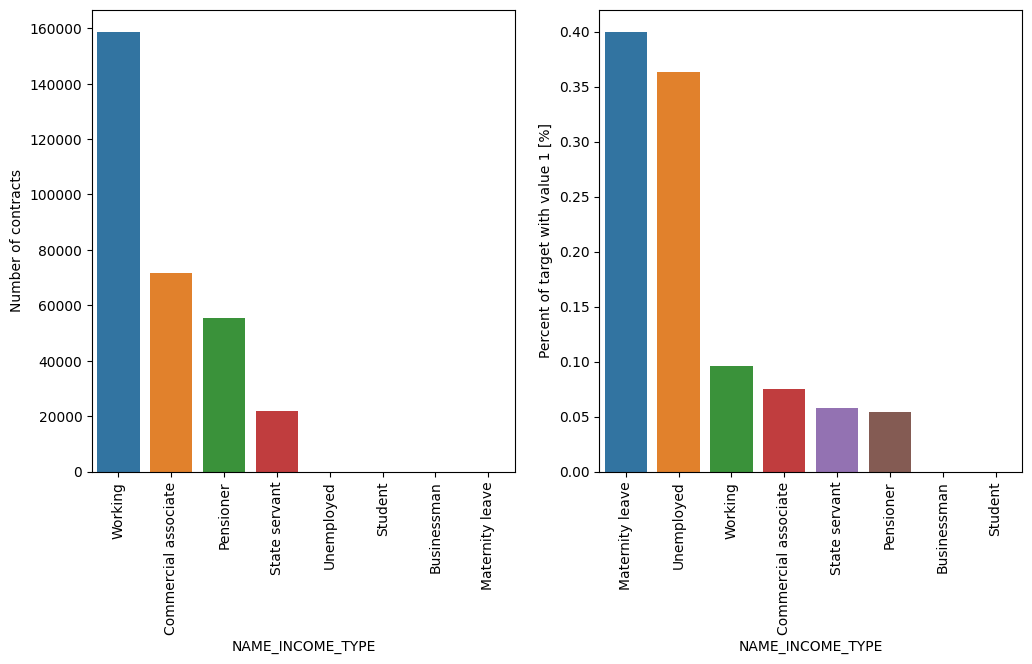 160000
140000
120000
100000
80000
60000
40000
20000
0
Number of contracts
Working
Commercial associate
Pensioner
State servant
Unemployed
Student
Businessman
Maternity leave
NAME_INCOME_TYPE
0.40
0.35
0.30
0.25
0.20
0.15
0.10
0.05
0.00
Percent of target with value 1 [%]
Maternity leave
Unemployed
Working
Commercial associate
State servant
Pensioner
Businessman
Student
NAME_INCOME_TYPE